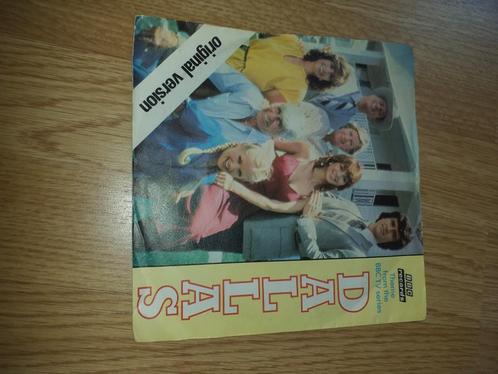 original version
BBC
records
Theme
from the
BBC TV series
DALLAS